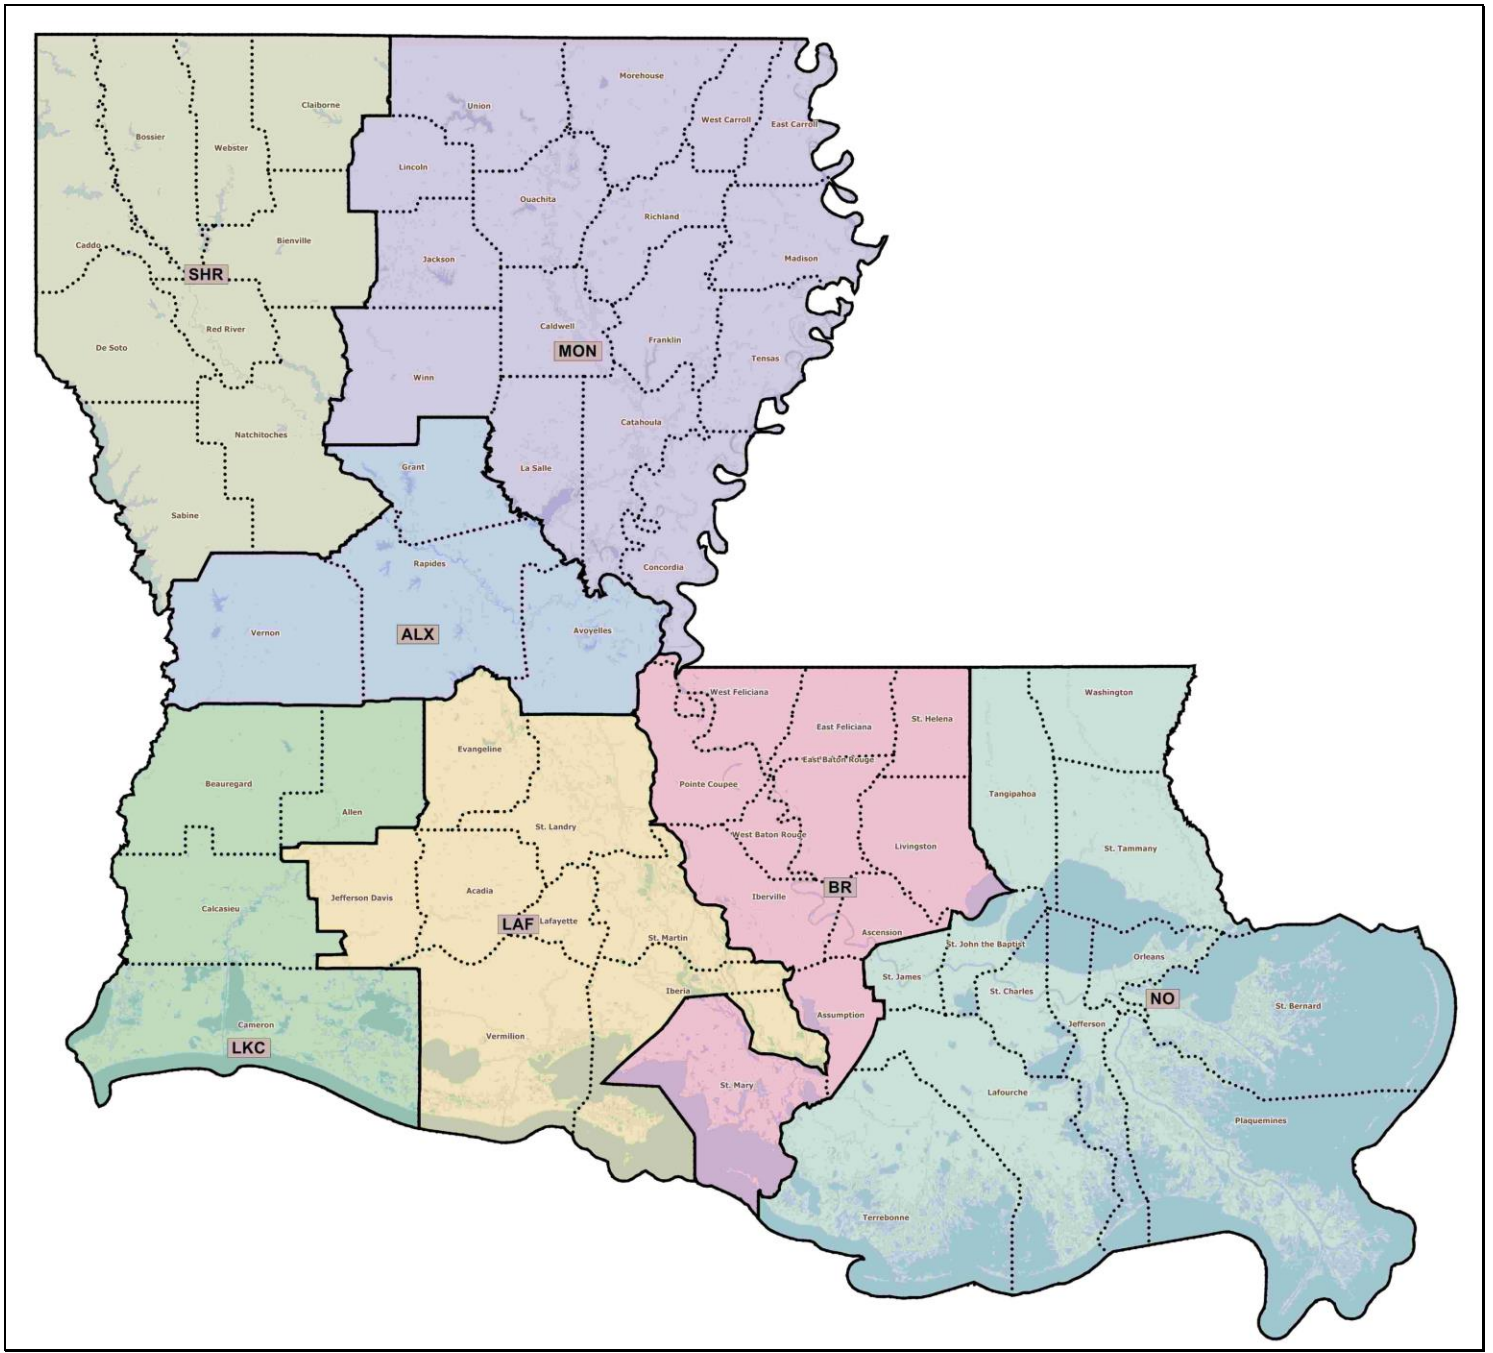 Morehouse
Union
Claiborne
West Carroll
East Carroll
Bossier
Webster
Lincoln
Ouachita
Richland
Caddo
Bienville
Jackson
Madison
SHR
Red River
Caldwell
De Soto
MON
Franklin
Tensas
Winn
Natchitoches
Catahoula
Grant
La Salle
Sabine
Rapides
Concordia
Vernon
ALX
Avoyelles
West Feliciana
Washington
St. Helena
East Feliciana
Evangeline
East Baton Rouge
Beauregard
Pointe Coupee
Tangipahoa
Allen
St. Landry
West Baton Rouge
Livingston
St. Tammany
Jefferson Davis
Acadia
Iberville
BR
Calcasieu
LAF
Lafayette
St. Martin
Ascension
St. John the Baptist
Orleans
St. James
Iberia
St. Charles
NO
St. Bernard
Cameron
Vermilion
Assumption
Jefferson
LKC
St. Mary
Lafourche
Plaquemines
Terrebonne